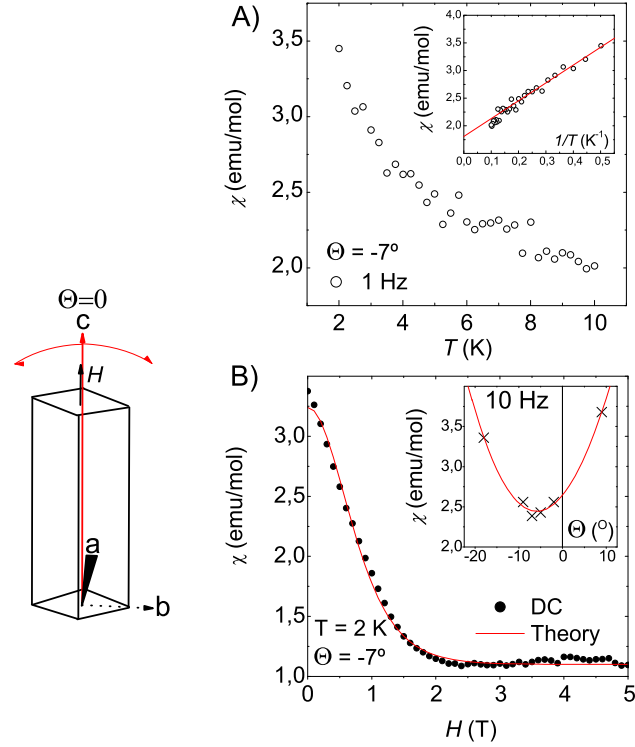 A)
3,5
3,0
2,5
2,0
χ (emu/mol)
2
4
6
8
10
T (K)
Θ = -7º
1 Hz
4,0
3,5
3,0
2,5
2,0
1,5
χ (emu/mol)
0,0 0,1 0,2 0,3 0,4 0,5
1/T (K⁻¹)
Θ=0
c
H
a
b
B)
3,0
2,5
2,0
1,5
1,0
χ (emu/mol)
0 1 2 3 4 5
H (T)
T = 2 K
Θ = -7º
DC
Theory
10 Hz
4,0
3,5
3,0
2,5
2,0
χ (emu/mol)
-20 -10 0 10
Θ (º)